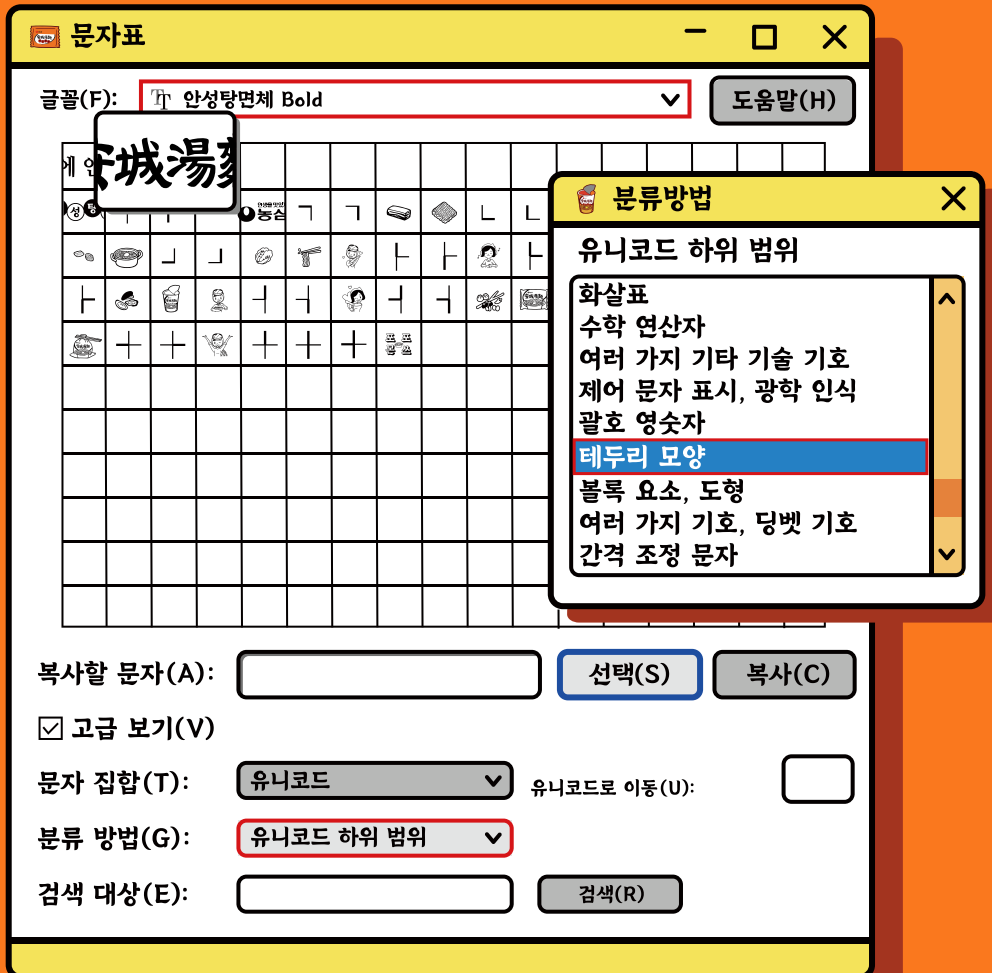 문자표
글꼴(F):
안성탕면체 Bold
도움말(H)
城湯
농심
분류방법
유니코드 하위 범위
화살표
수학 연산자
여러 가지 기타 기술 기호
제어 문자 표시, 광학 인식
괄호 영숫자
테두리 모양
볼록 요소, 도형
여러 가지 기호, 딩벳 기호
간격 조정 문자
복사할 문자(A):
선택(S)
복사(C)
고급 보기(V)
문자 집합(T):
유니코드
유니코드로 이동(U):
분류 방법(G):
유니코드 하위 범위
검색 대상(E):
검색(R)